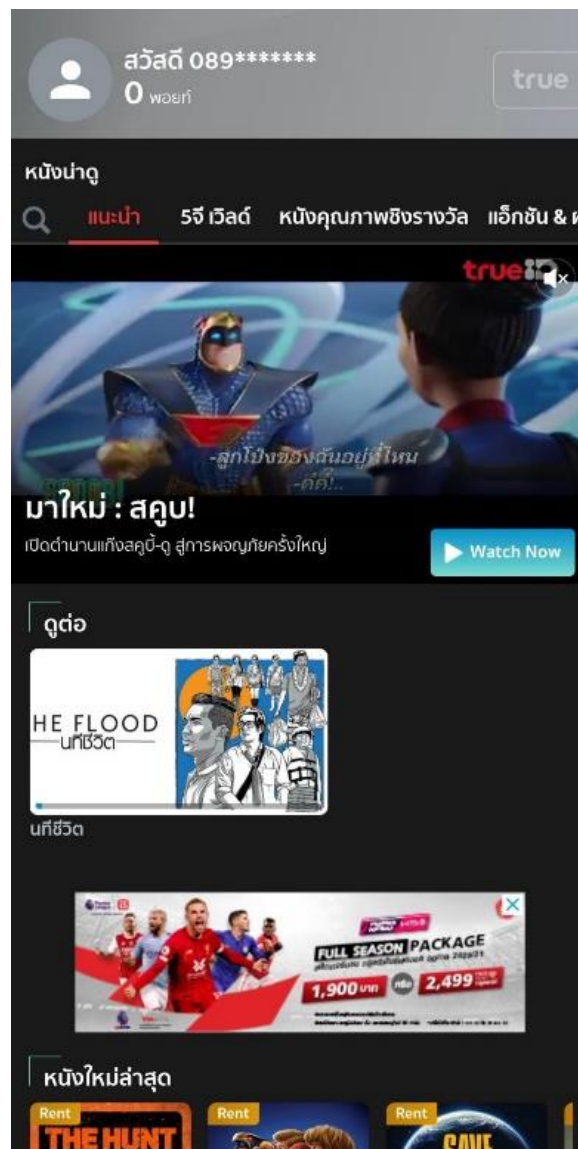 สวัสดี 089*******
0 พอยท์
true
หนังน่าดู
แนะนำ 5จี เวิลด์ หนังคุณภาพชิงรางวัล แอ็กชัน &
true
-ลูกโป่งของฉันอยู่ที่ไหน
-ดีดี!...
มาใหม่ : สคูบ!
เปิดตำนานแก๊งสคูบี้-ดู สู่การผจญภัยครั้งใหญ่
Watch Now
ดูต่อ
HE FLOOD
นทีชีวิต
นทีชีวิต
FULL SEASON PACKAGE
1,900 บาท หรือ 2,499
หนังใหม่ล่าสุด
Rent Rent Rent
THE HUNT
SAVE